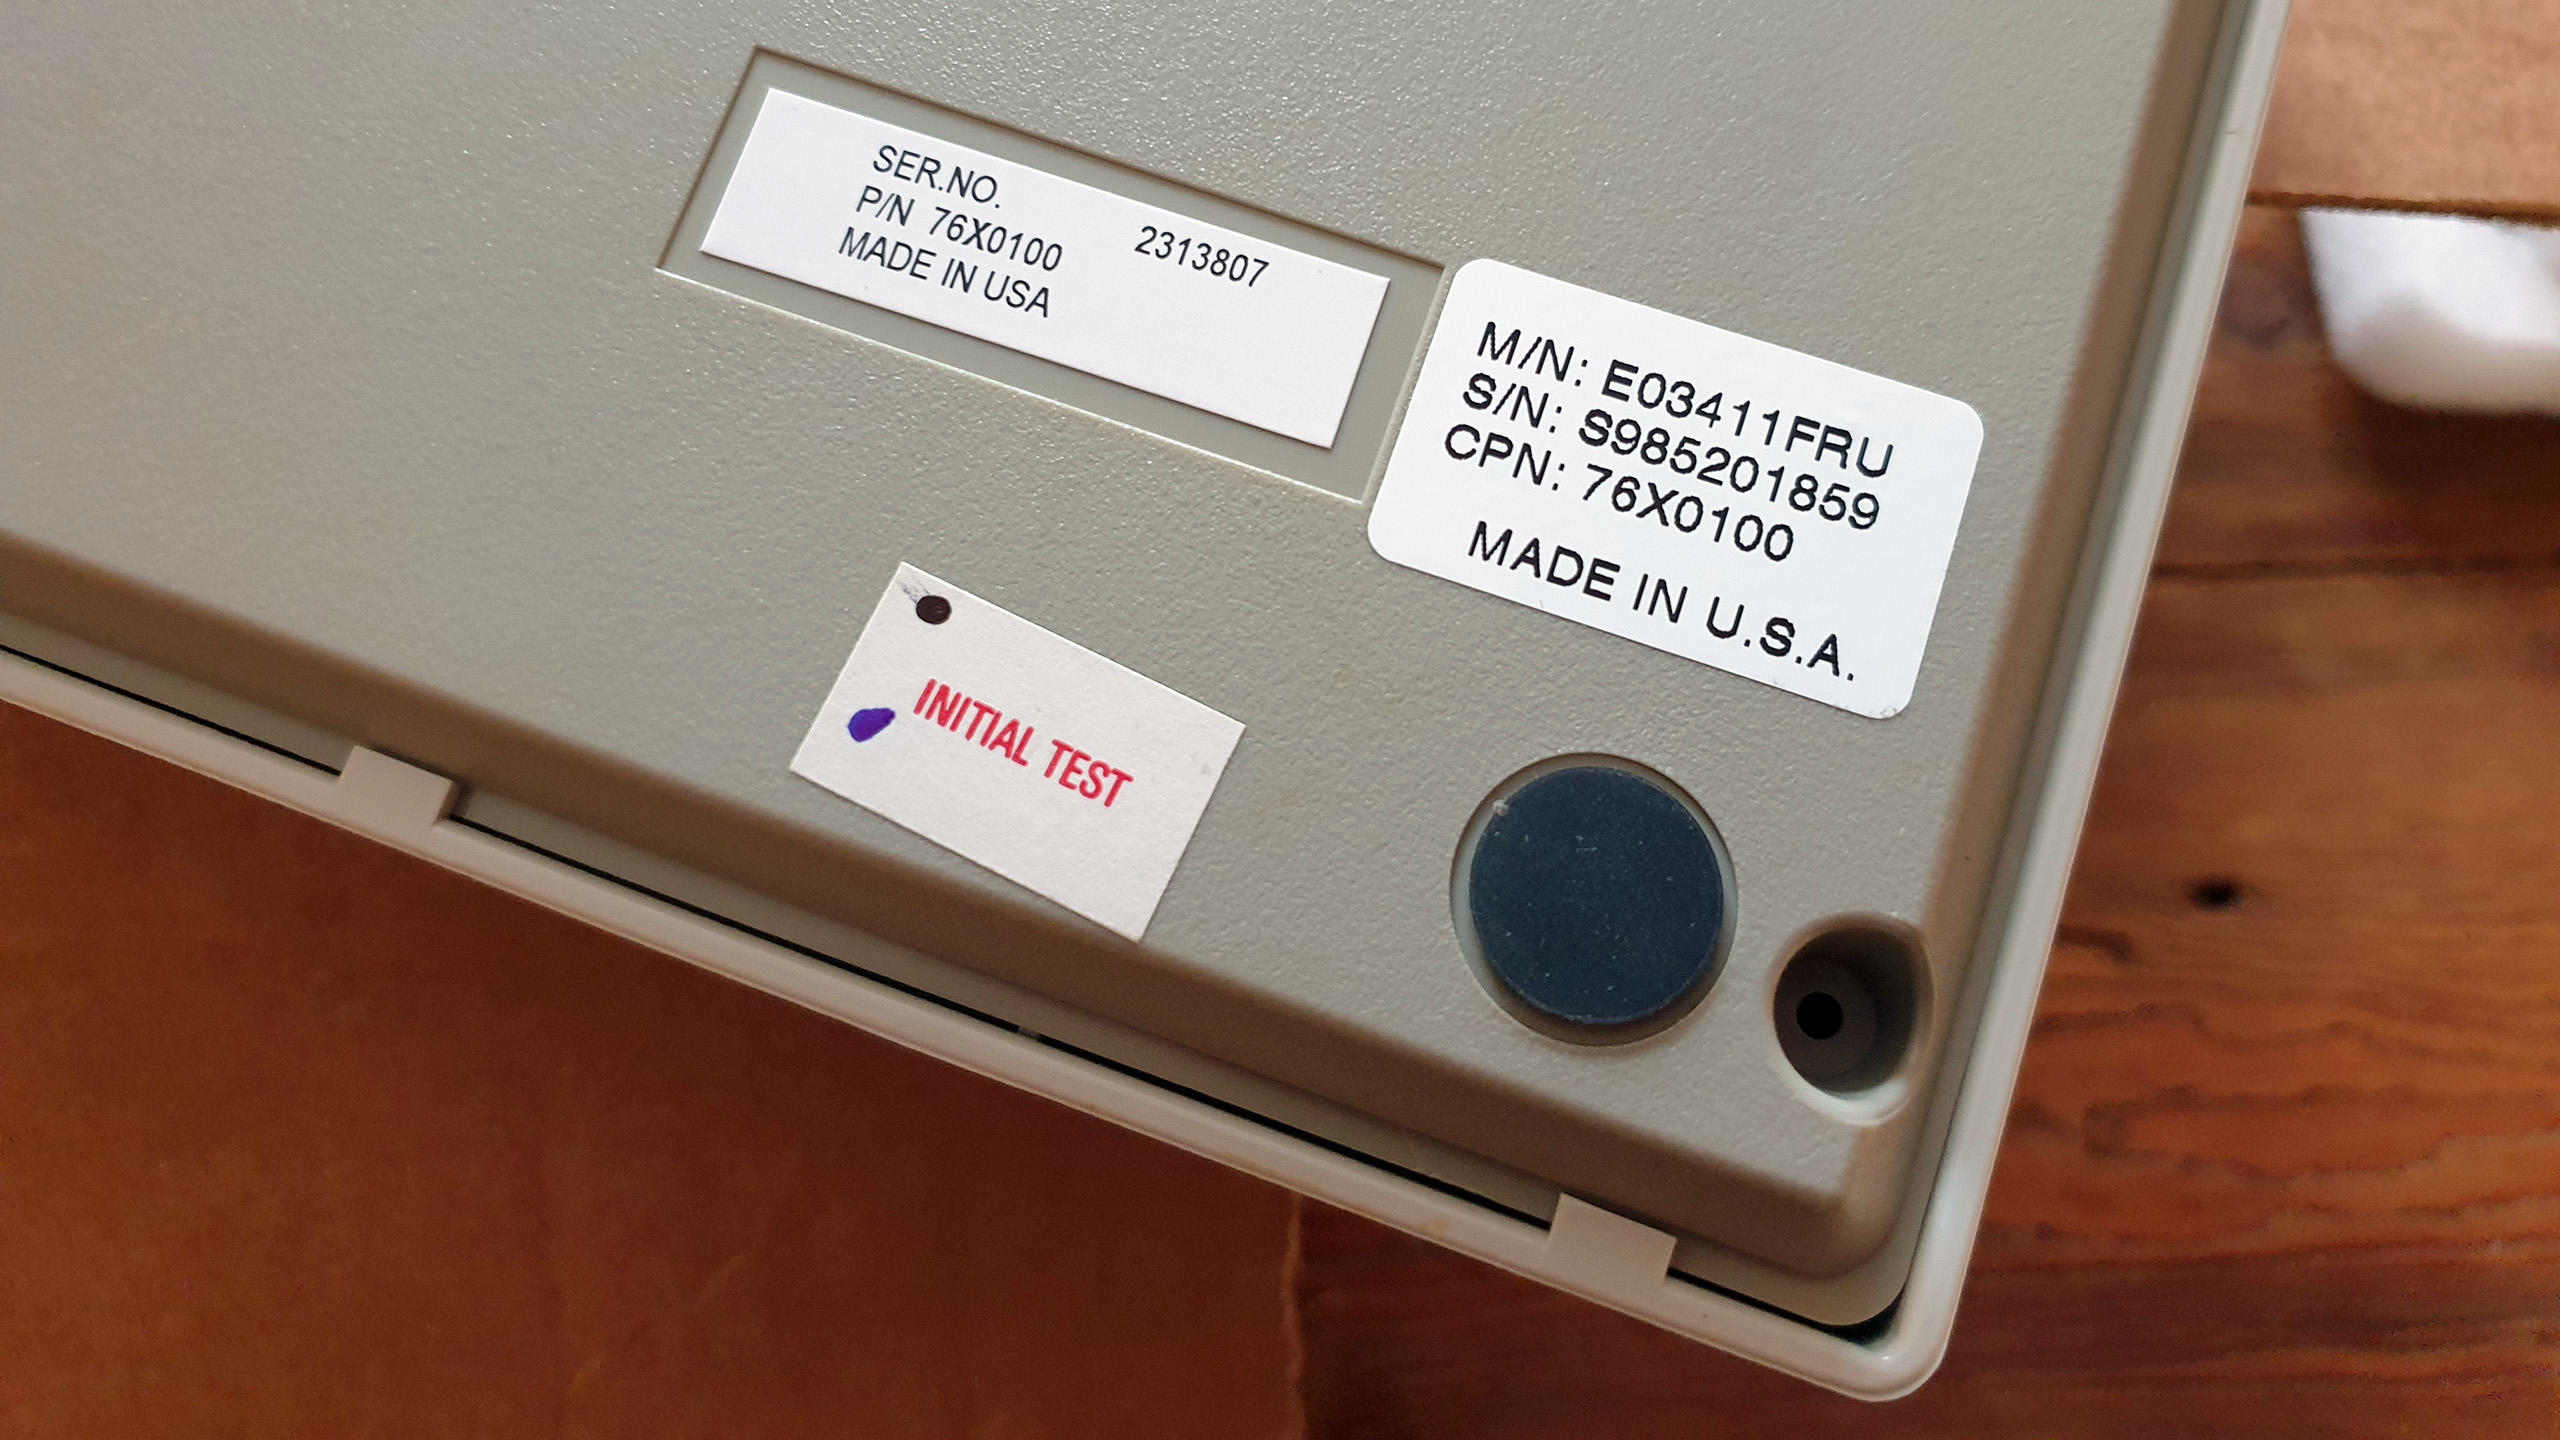 SER.NO. 2313807
P/N 76X0100
MADE IN USA
M/N: E03411FRU
S/N: S985201859
CPN: 76X0100
MADE IN U.S.A.
INITIAL TEST